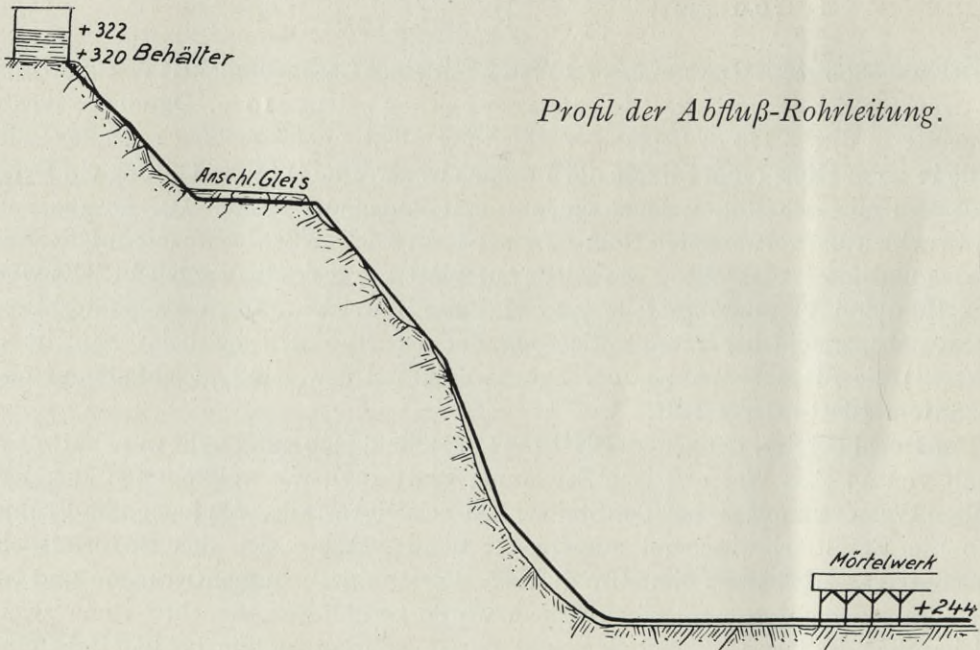 +322
+320 Behälter
Profil der Abfluß-Rohrleitung.
Anschl. Gleis
Mörtelwerk
+244